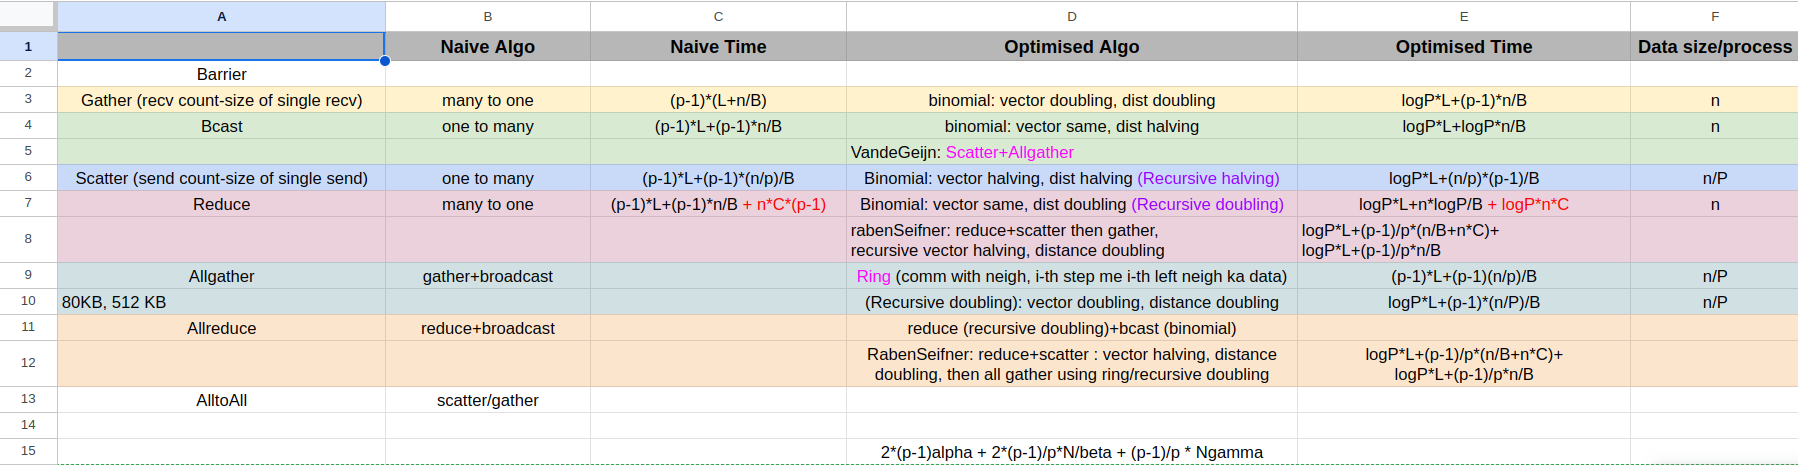 A B C D E F
1 Naive Algo Naive Time Optimised Algo Optimised Time Data size/process
2 Barrier
3 Gather (recv count-size of single recv) many to one (p-1)*(L+n/B) binomial: vector doubling, dist doubling logP*L+(p-1)*n/B n
4 Bcast one to many (p-1)*L+(p-1)*n/B binomial: vector same, dist halving logP*L+logP*n/B n
5 VandeGeijn: Scatter+Allgather
6 Scatter (send count-size of single send) one to many (p-1)*L+(p-1)*(n/p)/B Binomial: vector halving, dist halving (Recursive halving) logP*L+(n/p)*(p-1)/B n/P
7 Reduce many to one (p-1)*L+(p-1)*n/B + n*C*(p-1) Binomial: vector same, dist doubling (Recursive doubling) logP*L+n*logP/B + logP*n*C n
8 rabenSeifner: reduce+scatter then gather, logP*L+(p-1)/p*(n/B+n*C)+
recursive vector halving, distance doubling logP*L+(p-1)/p*n/B
9 Allgather gather+broadcast Ring (comm with neigh, i-th step me i-th left neigh ka data) (p-1)*L+(p-1)(n/p)/B n/P
10 80KB, 512 KB (Recursive doubling): vector doubling, distance doubling logP*L+(p-1)*(n/P)/B n/P
11 Allreduce reduce+broadcast reduce (recursive doubling)+bcast (binomial)
12 RabenSeifner: reduce+scatter : vector halving, distance logP*L+(p-1)/p*(n/B+n*C)+
doubling, then all gather using ring/recursive doubling logP*L+(p-1)/p*n/B
13 AlltoAll scatter/gather
14
15 2*(p-1)alpha + 2*(p-1)/p*N/beta + (p-1)/p * Ngamma